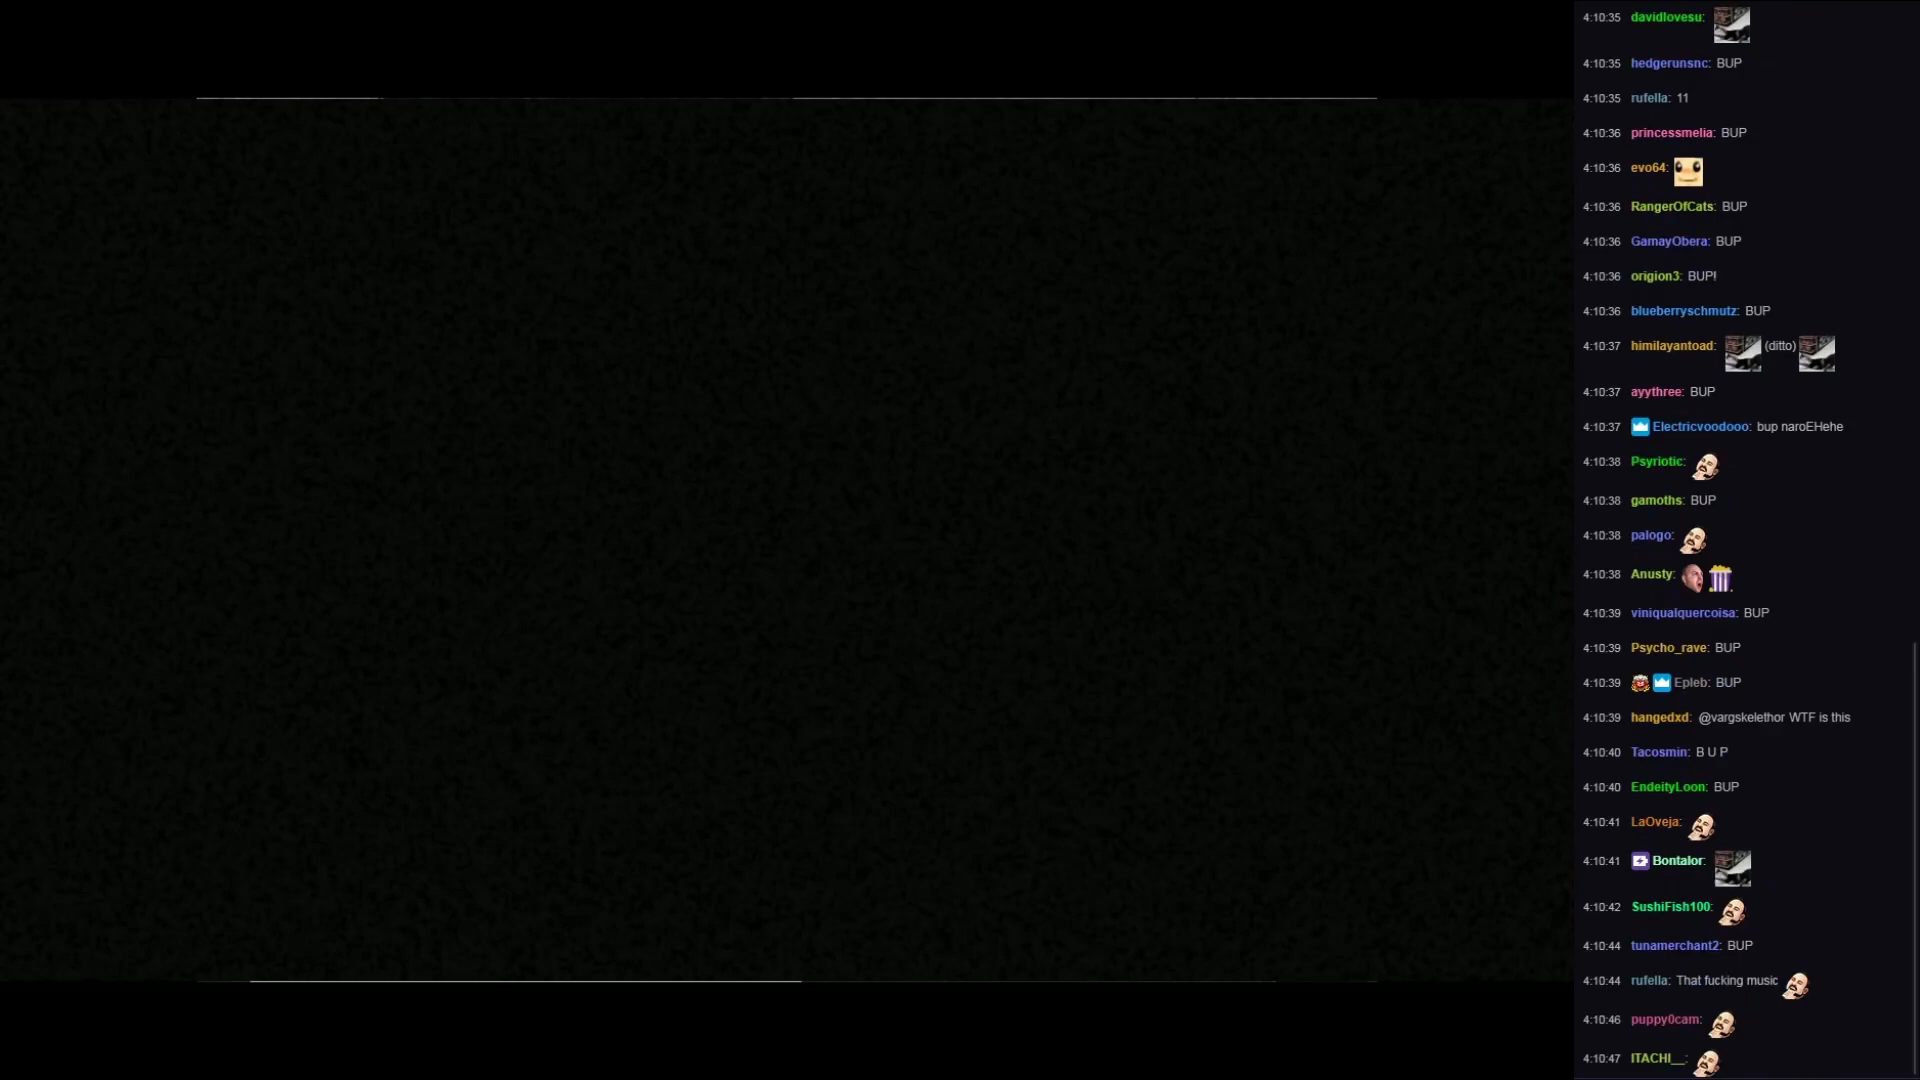 4:10:35 davidlovesu:
4:10:35 hedgerunsnc: BUP
4:10:35 rufella: 11
4:10:36 princessmelia: BUP
4:10:36 evo64:
4:10:36 RangerOfCats: BUP
4:10:36 GamayObera: BUP
4:10:36 origion3: BUP!
4:10:36 blueberryschmutz: BUP
4:10:37 himilayantoad: (ditto)
4:10:37 ayythree: BUP
4:10:37 Electricvoodooo: bup naroEHehe
4:10:38 Psyriotic:
4:10:38 gamoths: BUP
4:10:38 palogo:
4:10:38 Anusty:
4:10:39 viniqualquercoisa: BUP
4:10:39 Psycho_rave: BUP
4:10:39 Epleb: BUP
4:10:39 hangedxd: @vargskelethor WTF is this
4:10:40 Tacosmin: B U P
4:10:40 EndeityLoon: BUP
4:10:41 LaOveja:
4:10:41 Bontalor:
4:10:42 SushiFish100:
4:10:44 tunamerchant2: BUP
4:10:44 rufella: That fucking music
4:10:46 puppy0cam:
4:10:47 ITACHI__: